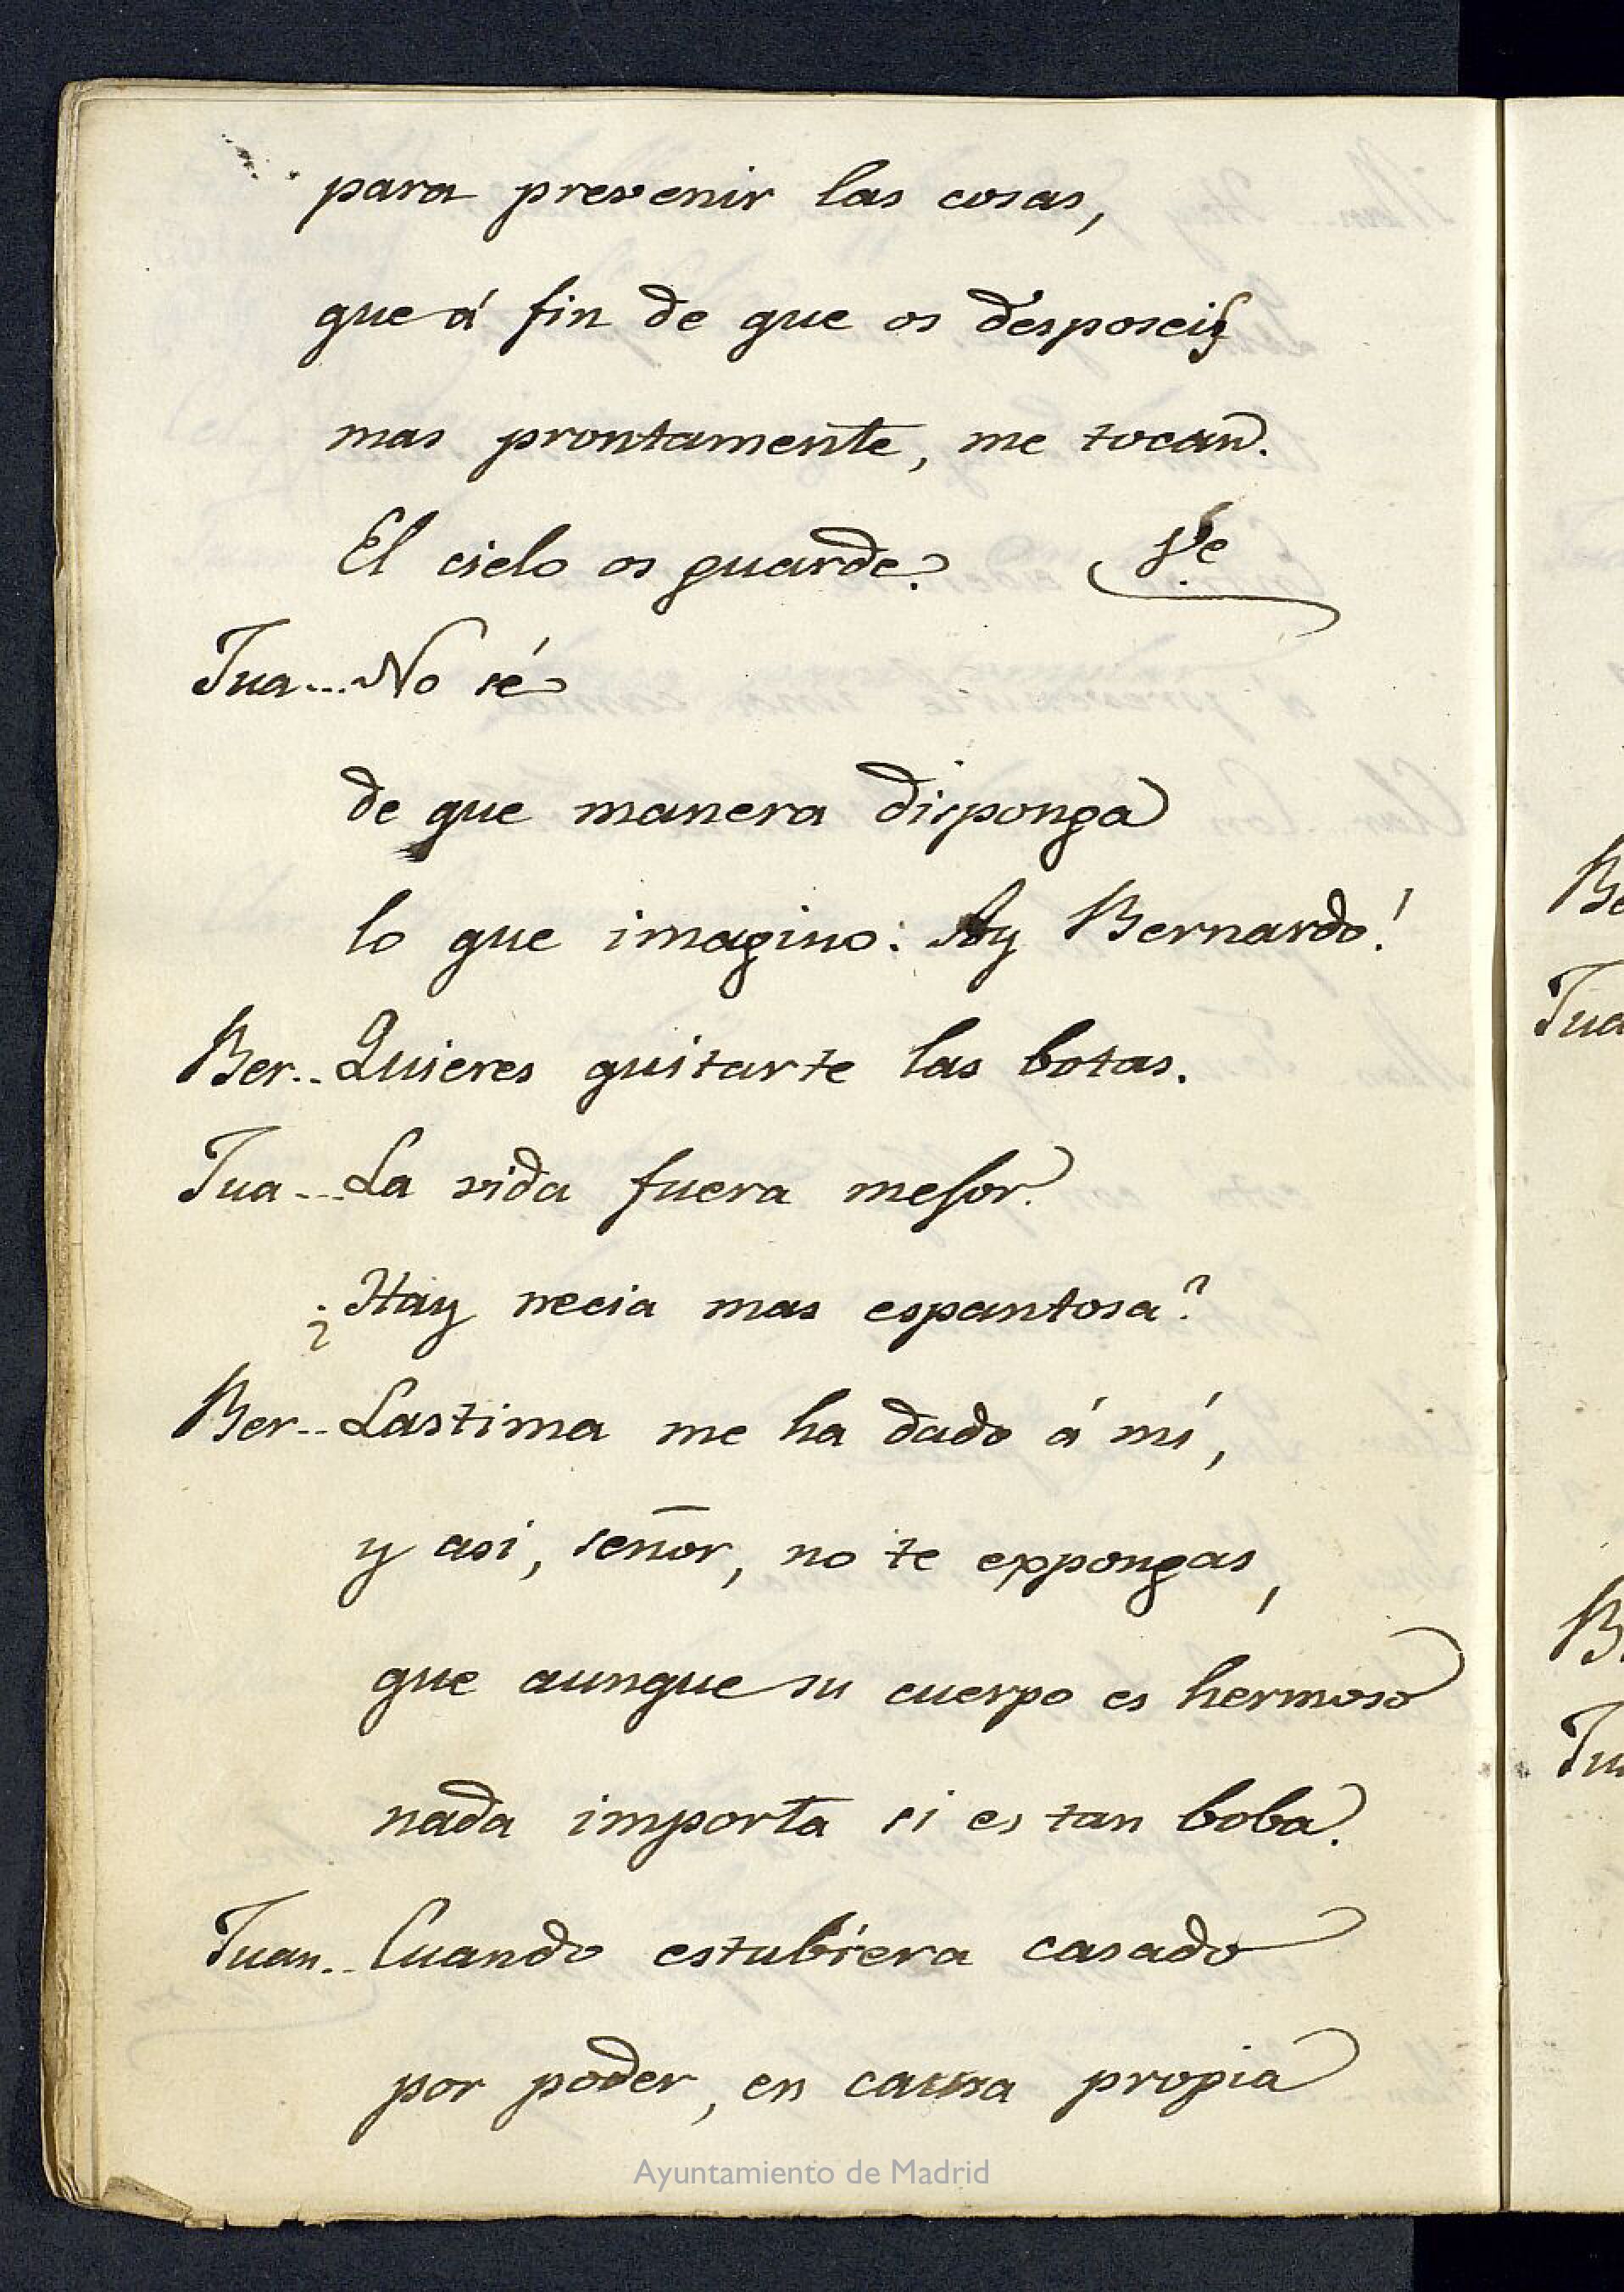 para prevenir las cosas,
que á fin de que os desposeis
mas prontamente, me tocan.
El cielo os guarde. Ve
Jua... No sé
de que manera disponga
lo que imagino: Ay Bernardo!
Ber.. Quieres quitarte las botas.
Jua... La vida fuera mejor.
¿Hay necia mas espantosa?
Ber.. Lastima me ha dado á mí,
y asi, señor, no te expongas,
que aunque su cuerpo es hermoso
nada importa si es tan boba.
Juan.. Cuando estubiera casado
por poder, en causa propia
Ayuntamiento de Madrid
Jua